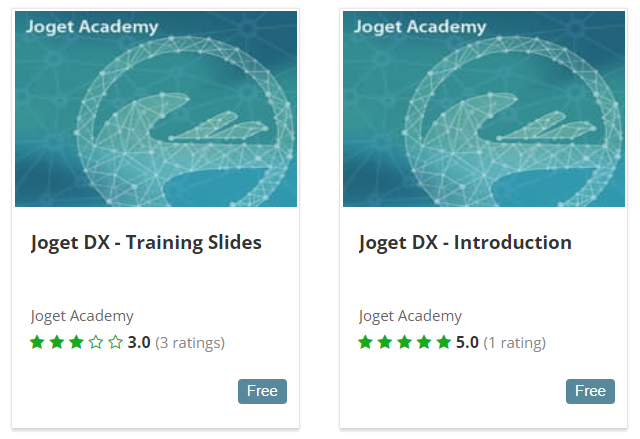 Joget Academy
Joget DX - Training Slides
Joget Academy
3.0 (3 ratings)
Free
Joget Academy
Joget DX - Introduction
Joget Academy
5.0 (1 rating)
Free